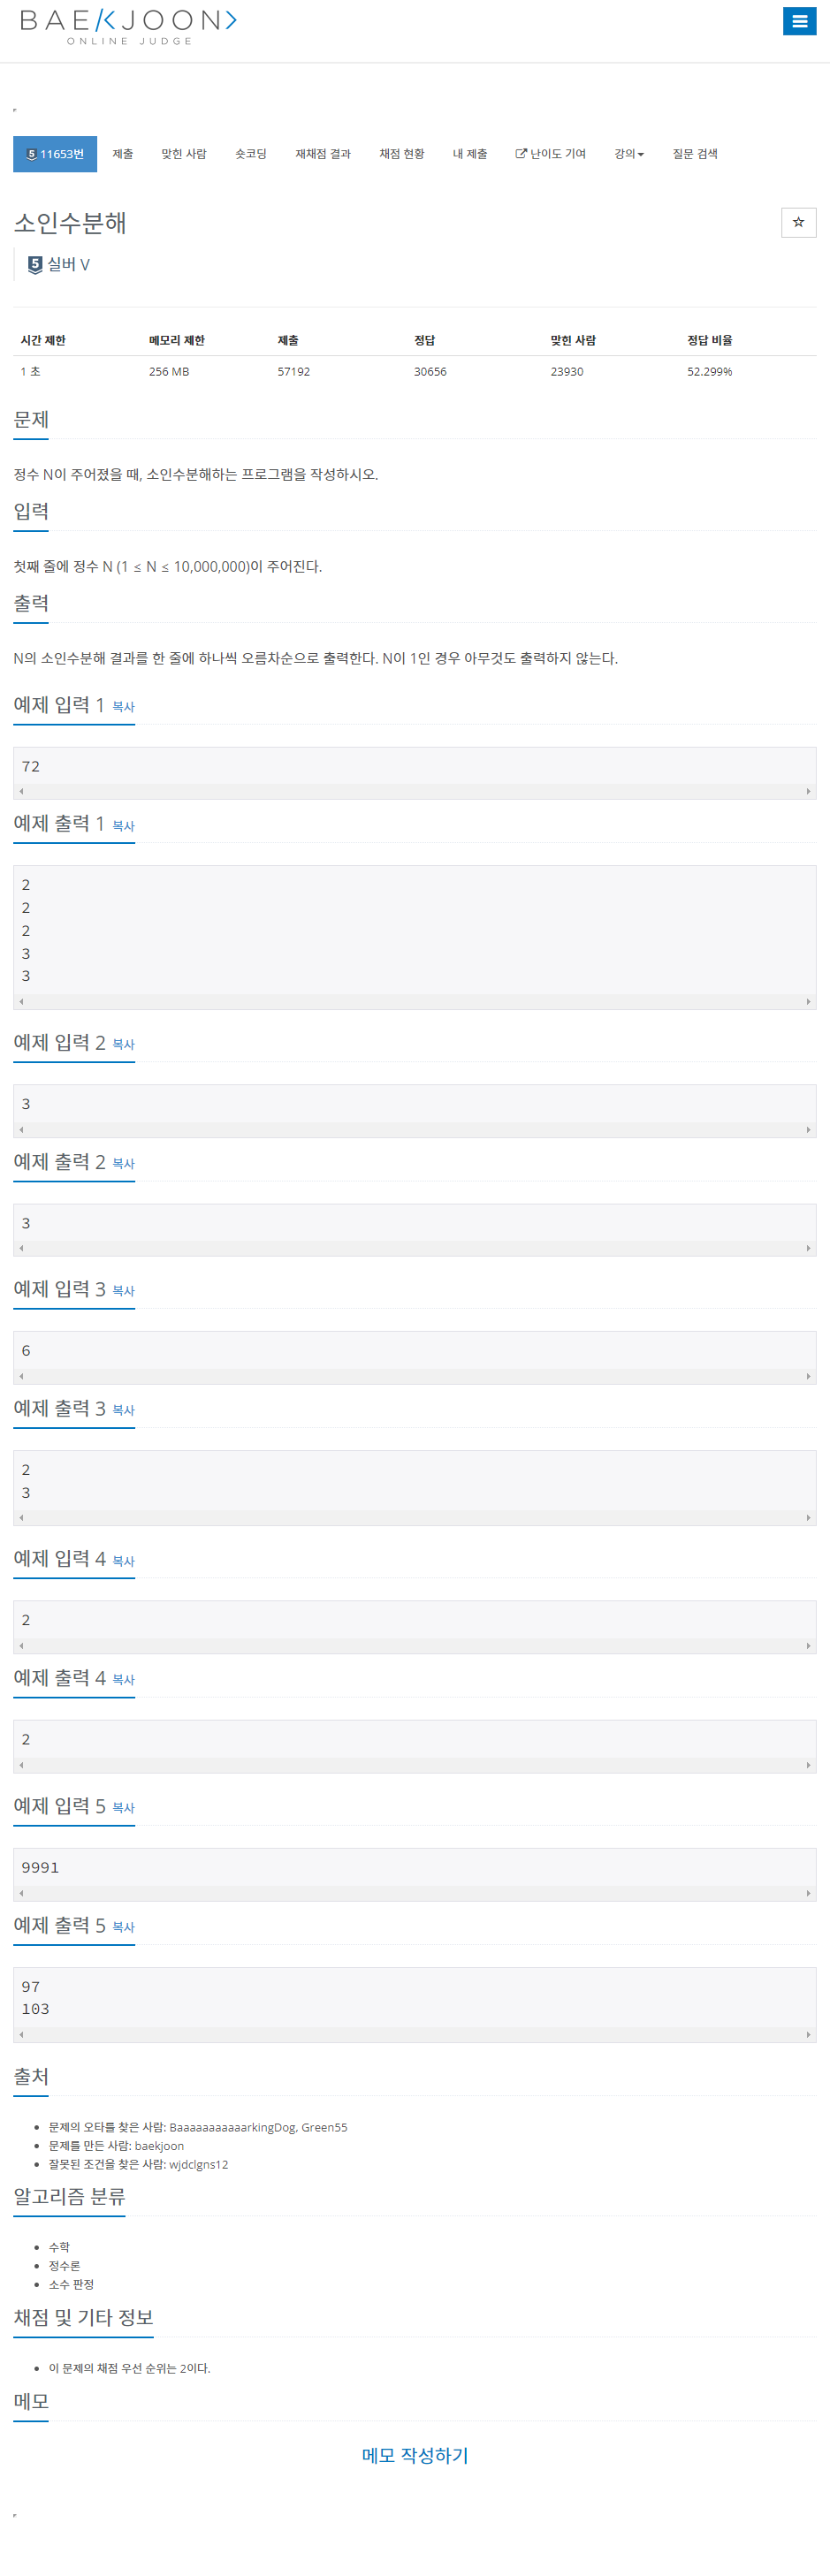 BAEKJOON
ONLINE JUDGE
5 11653번 제출 맞힌 사람 숏코딩 재채점 결과 채점 현황 내 제출 난이도 기여 강의 질문 검색
소인수분해
5 실버 V
시간 제한 메모리 제한 제출 정답 맞힌 사람 정답 비율
1 초 256 MB 57192 30656 23930 52.299%
문제
정수 N이 주어졌을 때, 소인수분해하는 프로그램을 작성하시오.
입력
첫째 줄에 정수 N (1 ≤ N ≤ 10,000,000)이 주어진다.
출력
N의 소인수분해 결과를 한 줄에 하나씩 오름차순으로 출력한다. N이 1인 경우 아무것도 출력하지 않는다.
예제 입력 1 복사
72
예제 출력 1 복사
2
2
2
3
3
예제 입력 2 복사
3
예제 출력 2 복사
3
예제 입력 3 복사
6
예제 출력 3 복사
2
3
예제 입력 4 복사
2
예제 출력 4 복사
2
예제 입력 5 복사
9991
예제 출력 5 복사
97
103
출처
문제의 오타를 찾은 사람: BaaaaaaaaaaarkingDog, Green55
문제를 만든 사람: baekjoon
잘못된 조건을 찾은 사람: wjdclgns12
알고리즘 분류
수학
정수론
소수 판정
채점 및 기타 정보
이 문제의 채점 우선 순위는 2이다.
메모
메모 작성하기